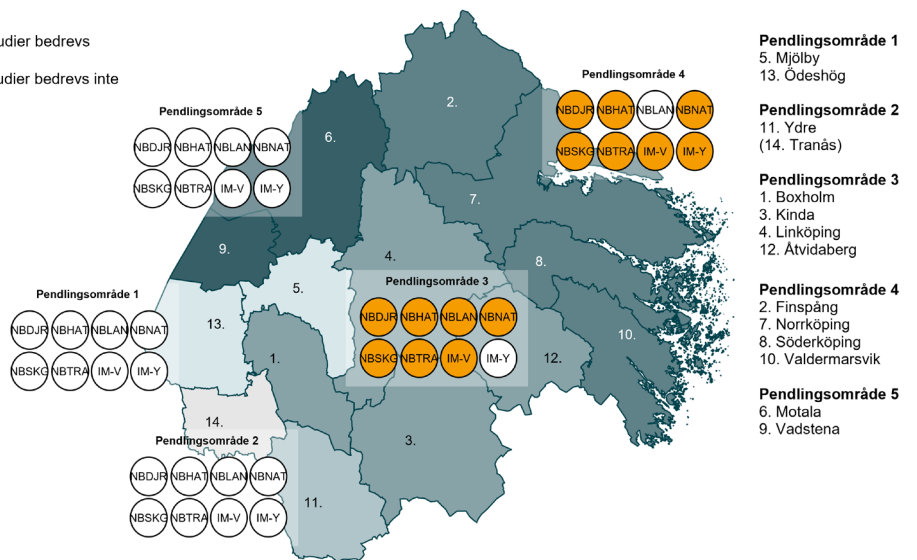 udier bedrevs
udier bedrevs inte
Pendlingsområde 5
NBDJR NBHAT NBLAN NBNAT
NBSKG NBTRA IM-V IM-Y
Pendlingsområde 4
NBDJR NBHAT NBLAN NBNAT
NBSKG NBTRA IM-V IM-Y
2.
6.
7.
9.
4.
8.
5.
Pendlingsområde 1
NBDJR NBHAT NBLAN NBNAT
NBSKG NBTRA IM-V IM-Y
13.
Pendlingsområde 3
NBDJR NBHAT NBLAN NBNAT
NBSKG NBTRA IM-V IM-Y
10.
1.
12.
14.
3.
Pendlingsområde 2
NBDJR NBHAT NBLAN NBNAT
NBSKG NBTRA IM-V IM-Y
11.
Pendlingsområde 1
5. Mjölby
13. Ödeshög
Pendlingsområde 2
11. Ydre
(14. Tranås)
Pendlingsområde 3
1. Boxholm
3. Kinda
4. Linköping
12. Åtvidaberg
Pendlingsområde 4
2. Finspång
7. Norrköping
8. Söderköping
10. Valdermarsvik
Pendlingsområde 5
6. Motala
9. Vadstena